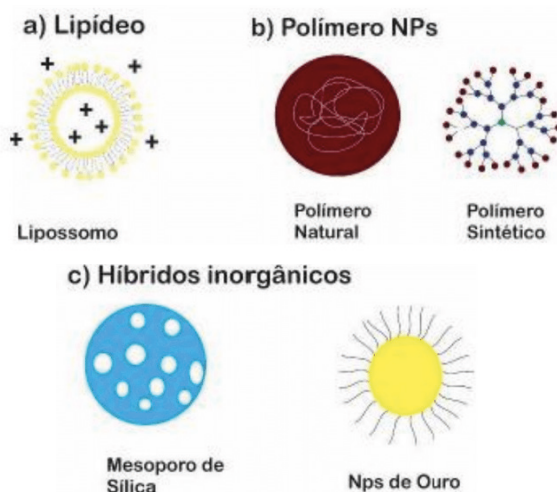 a) Lipídeo
b) Polímero NPs
Lipossomo
Polímero
Natural
Polímero
Sintético
c) Híbridos inorgânicos
Mesoporo de
Sílica
Nps de Ouro